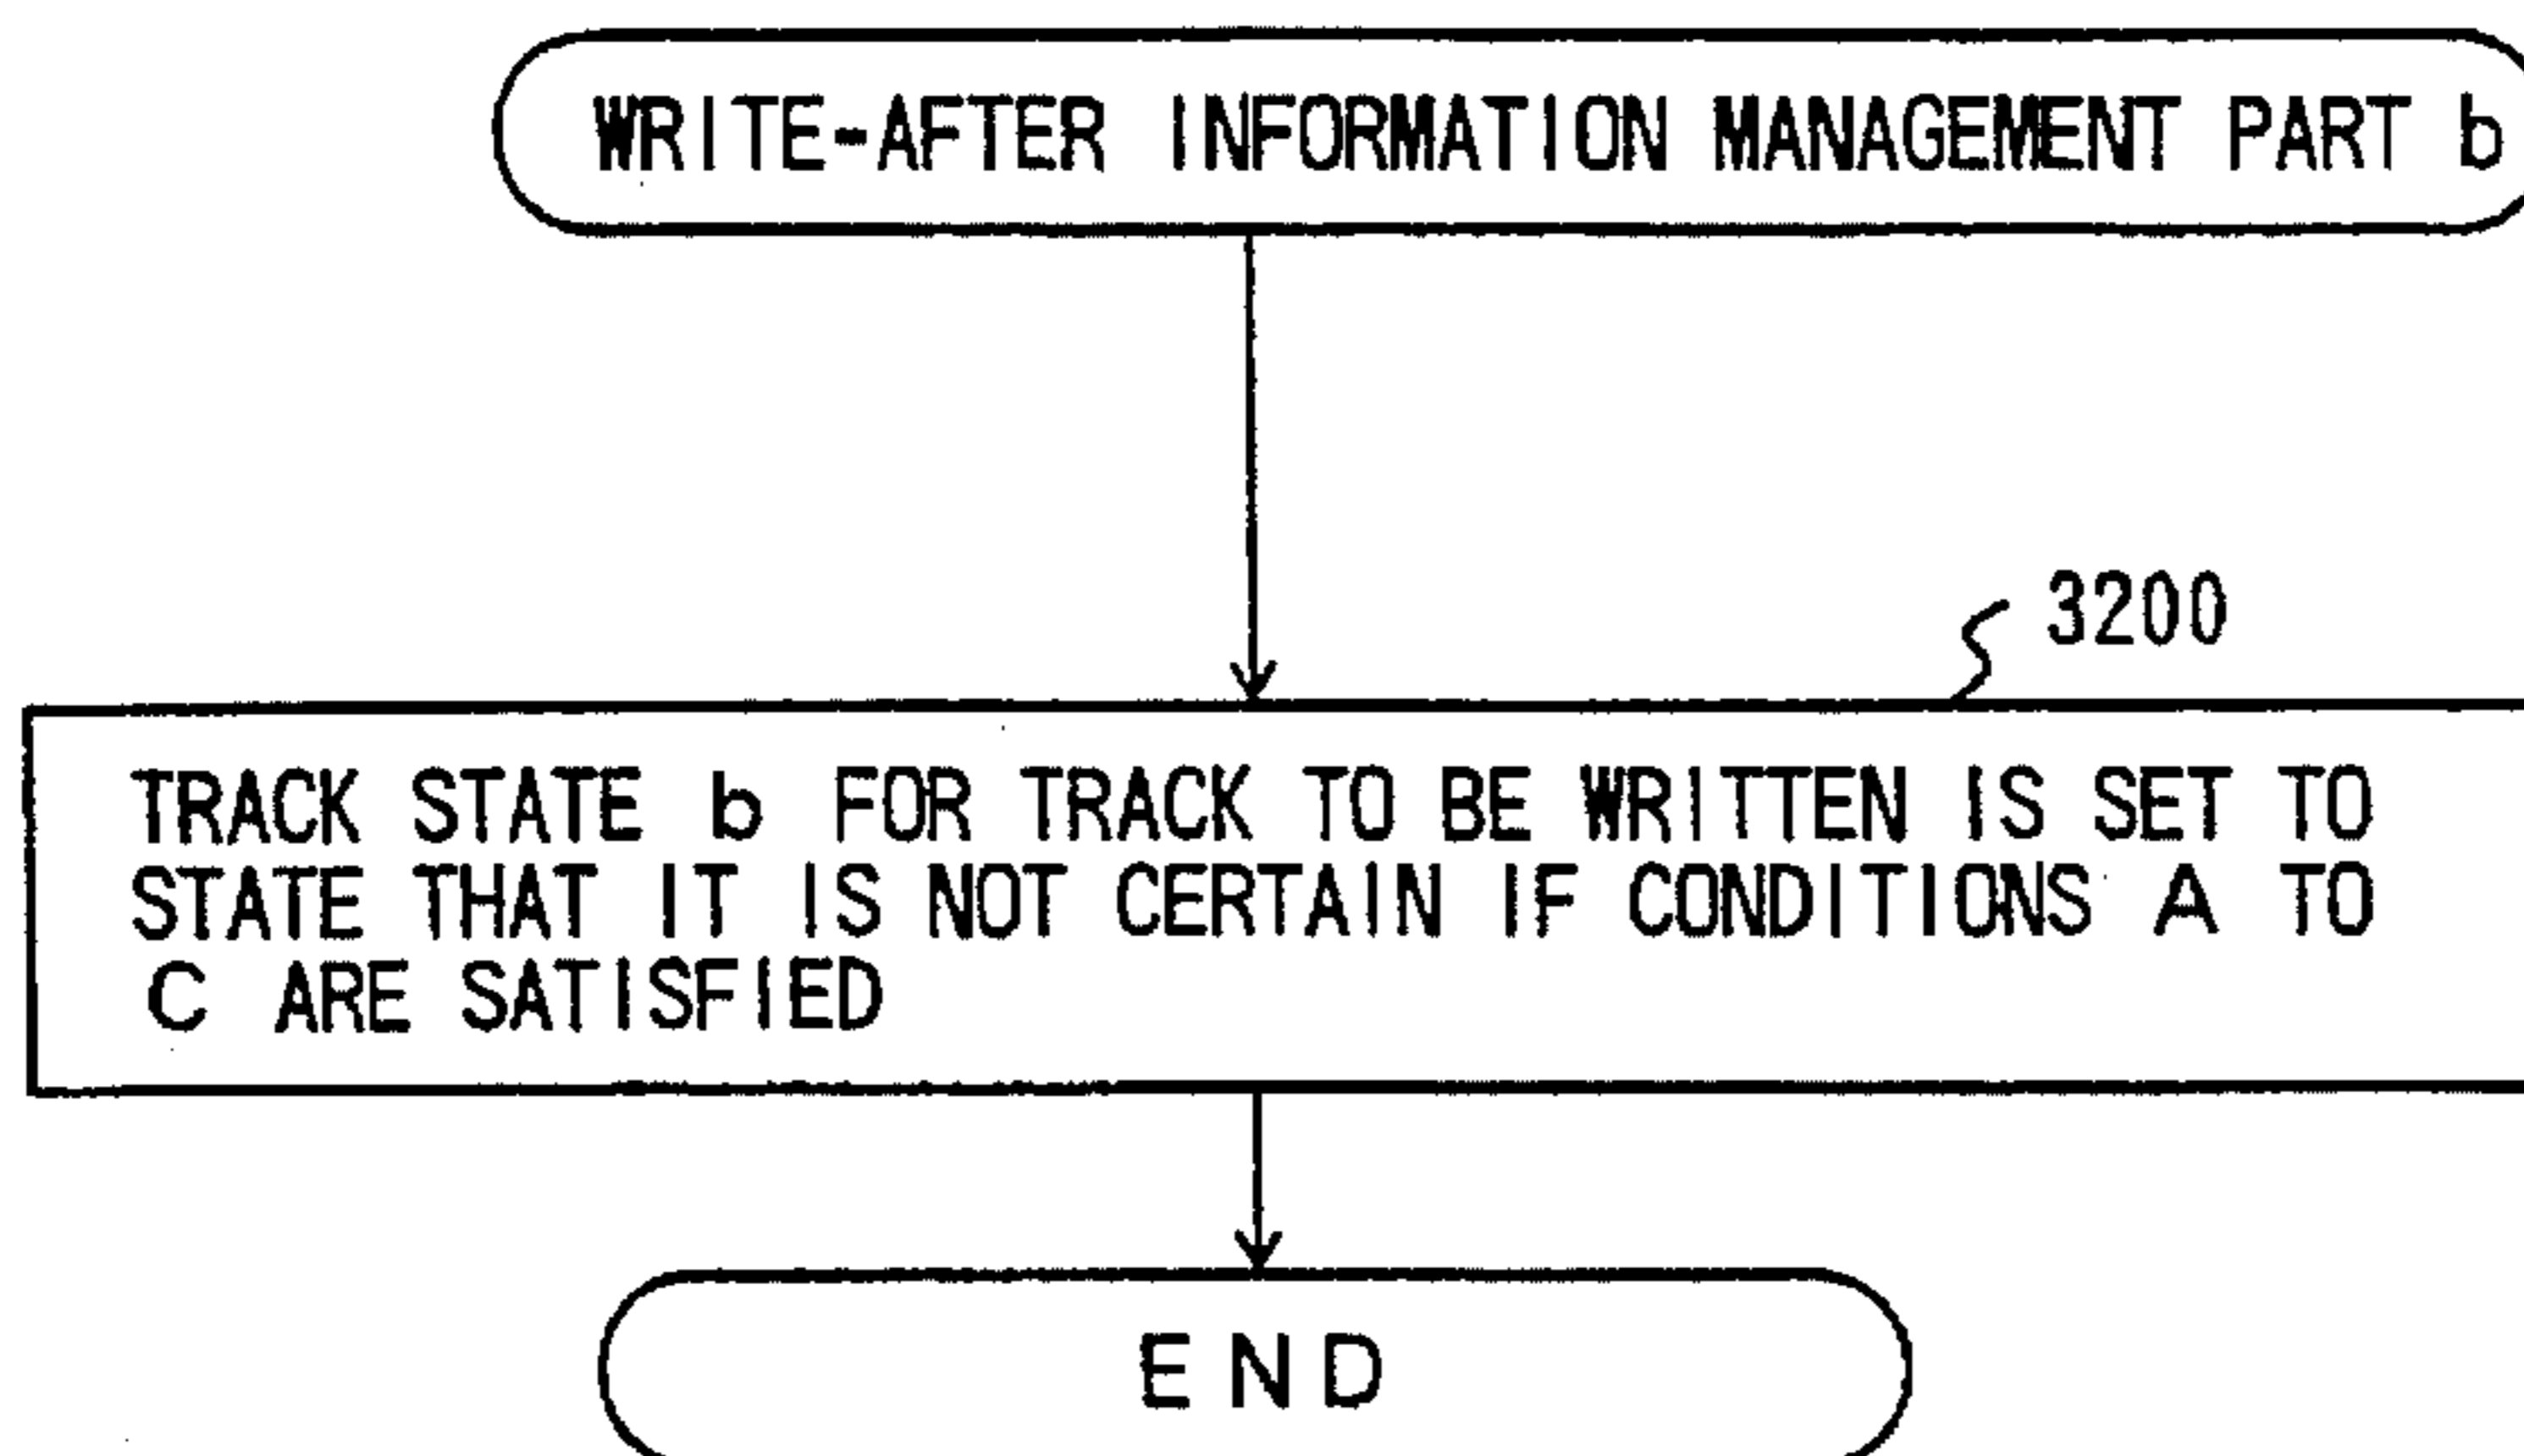 WRITE-AFTER INFORMATION MANAGEMENT PART b
3200
TRACK STATE b FOR TRACK TO BE WRITTEN IS SET TO
STATE THAT IT IS NOT CERTAIN IF CONDITIONS A TO
C ARE SATISFIED
END